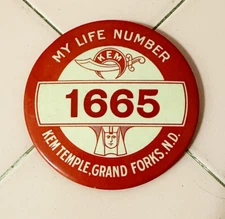 MY LIFE NUMBER
KEM
1665
KEM TEMPLE, GRAND FORKS, N.D.